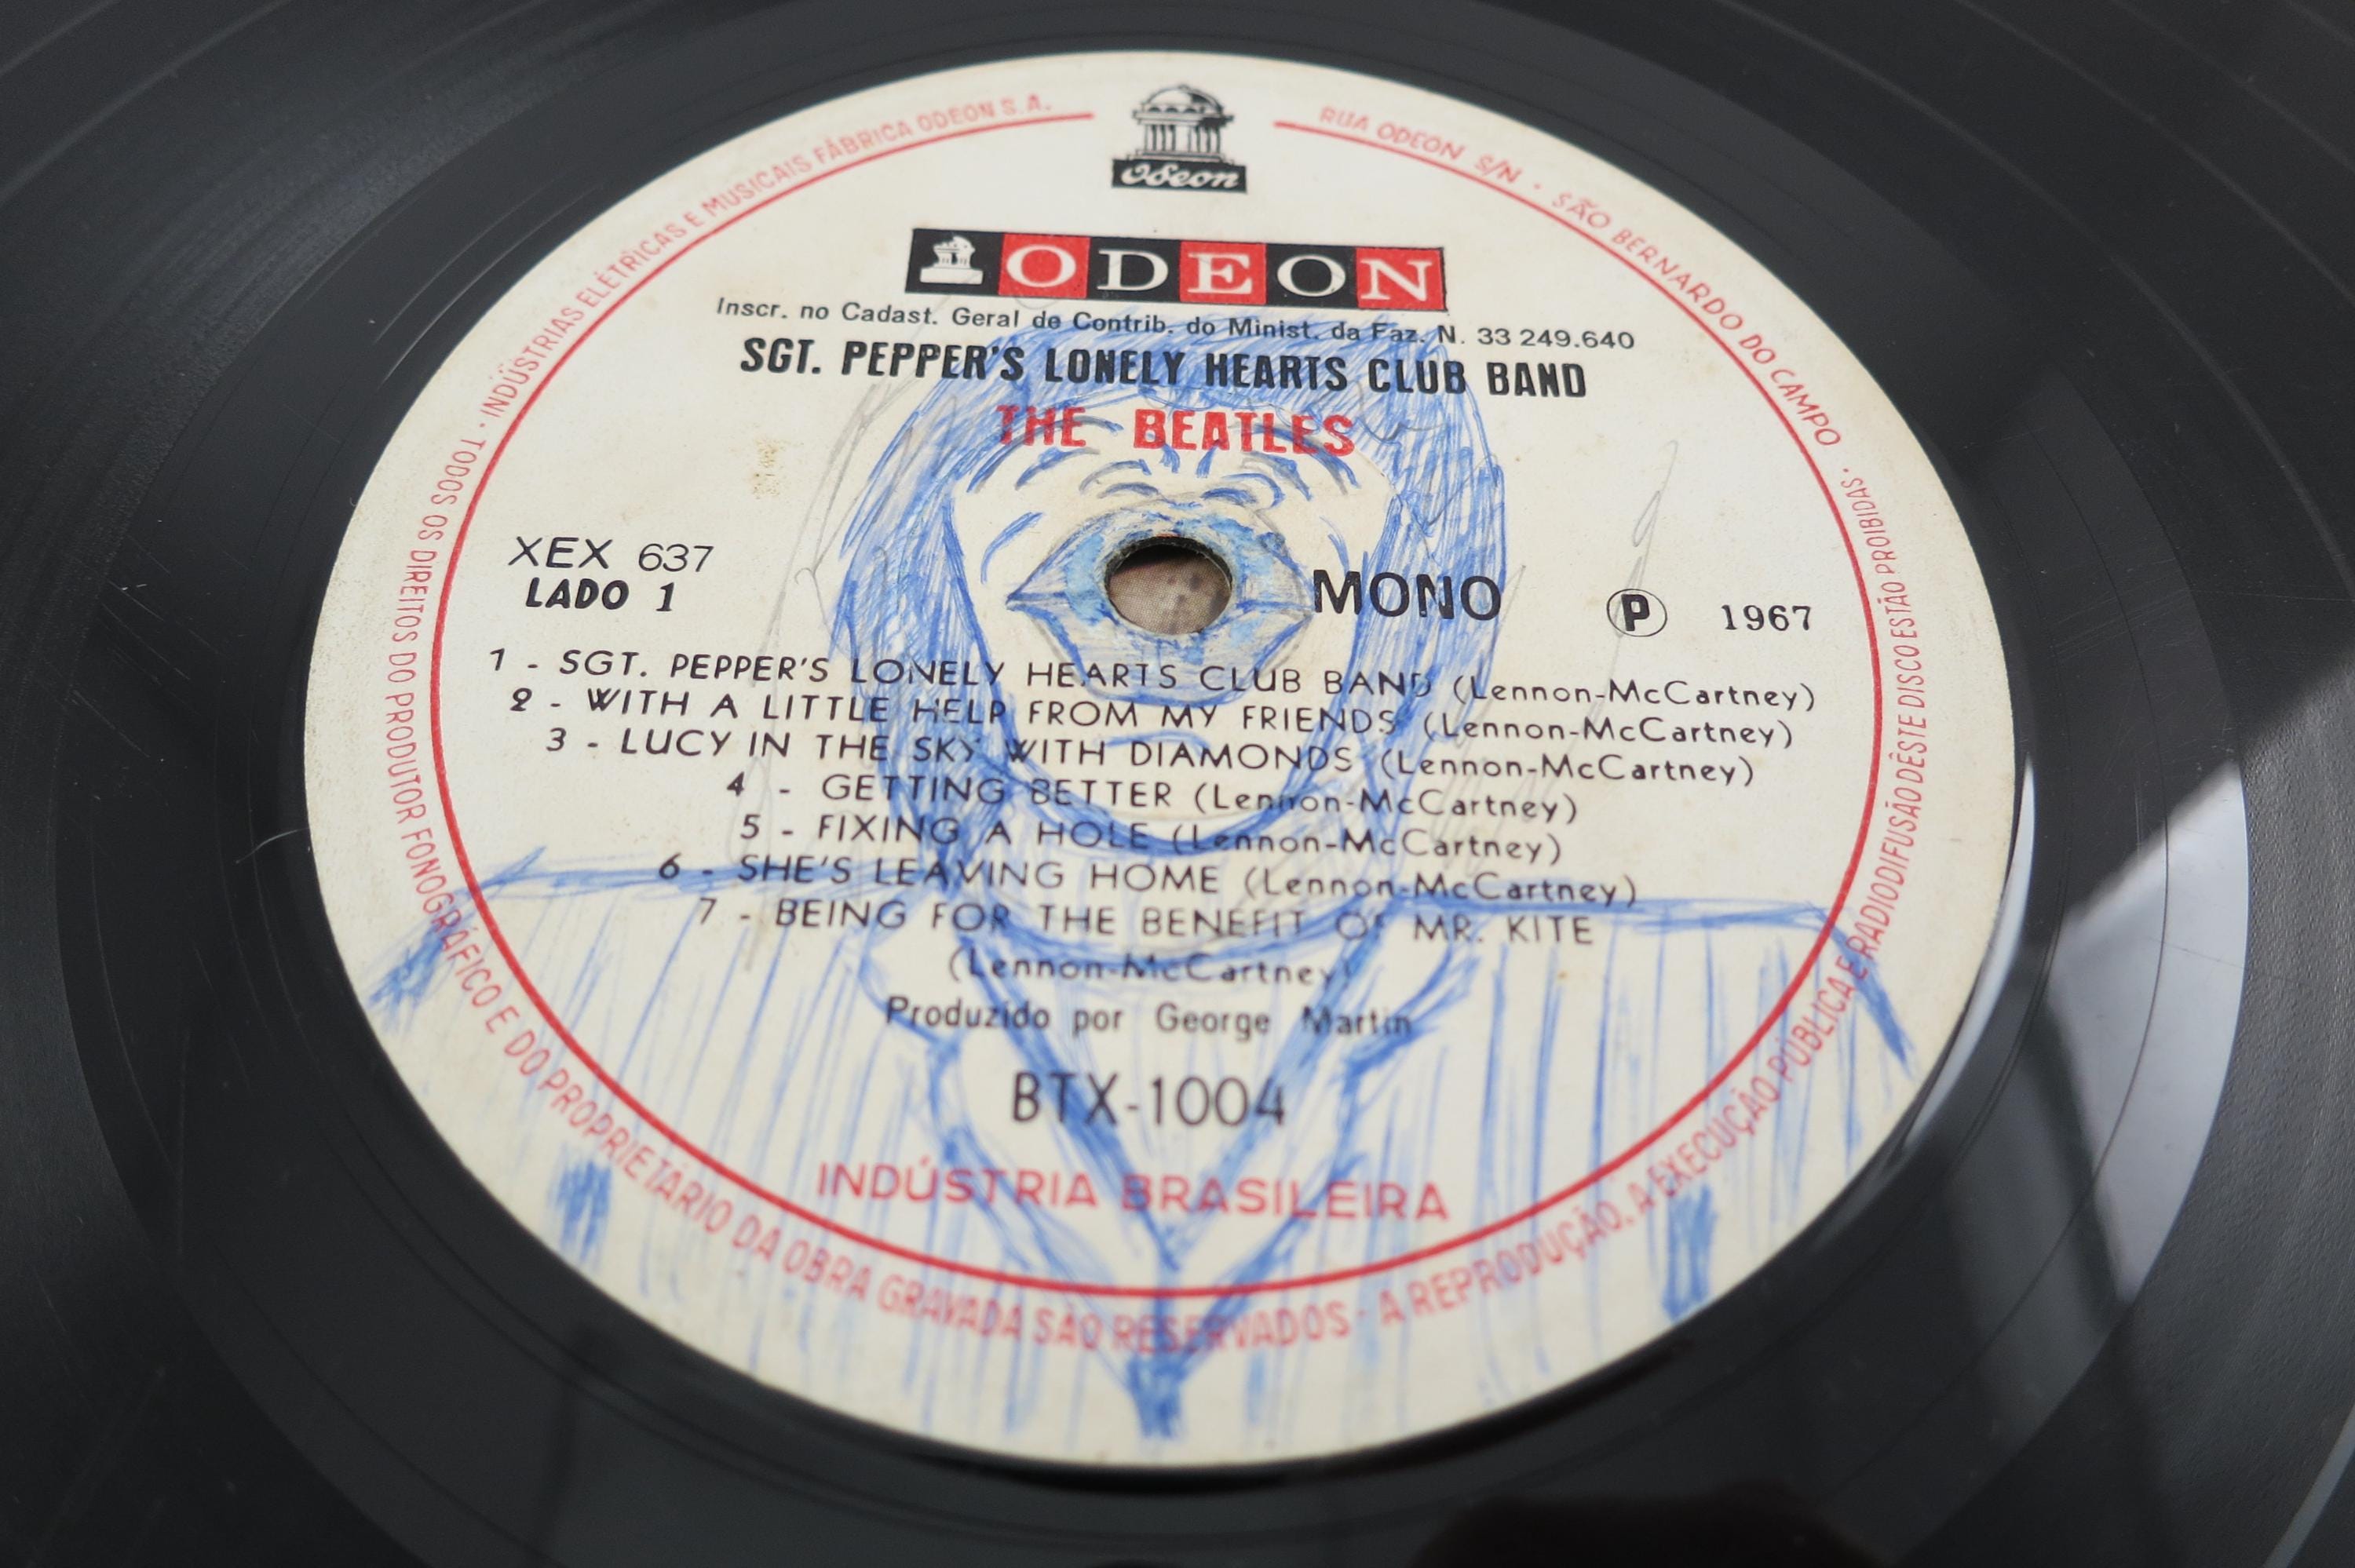 Odeon
ODEON
Inscr. no Cadast. Geral de Contrib. do Minist. da Faz. N. 33 249.640
SGT. PEPPER'S LONELY HEARTS CLUB BAND
THE BEATLES
XEX 637
LADO 1
MONO
P 1967
1 - SGT. PEPPER'S LONELY HEARTS CLUB BAND (Lennon-McCartney)
2 - WITH A LITTLE HELP FROM MY FRIENDS (Lennon-McCartney)
3 - LUCY IN THE SKY WITH DIAMONDS (Lennon-McCartney)
4 - GETTING BETTER (Lennon-McCartney)
5 - FIXING A HOLE (Lennon-McCartney)
6 - SHE'S LEAVING HOME (Lennon-McCartney)
7 - BEING FOR THE BENEFIT OF MR. KITE
(Lennon-McCartney)
Produzido por George Martin
BTX-1004
INDÚSTRIA BRASILEIRA
INDÚSTRIAS ELÉTRICAS E MUSICAIS FÁBRICA ODEON S.A.
RUA ODEON S/N · SÃO BERNARDO DO CAMPO ·
TODOS OS DIREITOS DO PRODUTOR FONOGRÁFICO E DO PROPRIETÁRIO DA OBRA GRAVADA SÃO RESERVADOS · A REPRODUÇÃO, A EXECUÇÃO PÚBLICA E RADIODIFUSÃO DÊSTE DISCO ESTÃO PROIBIDAS ·